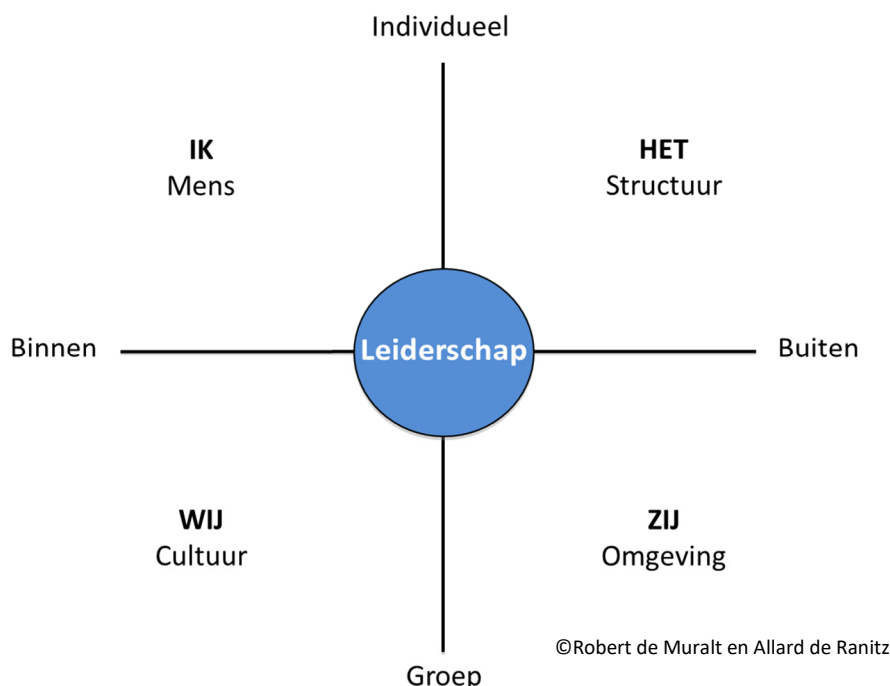 Individueel
IK
Mens
HET
Structuur
Binnen
Leiderschap
Buiten
WIJ
Cultuur
ZIJ
Omgeving
©Robert de Muralt en Allard de Ranitz
Groep